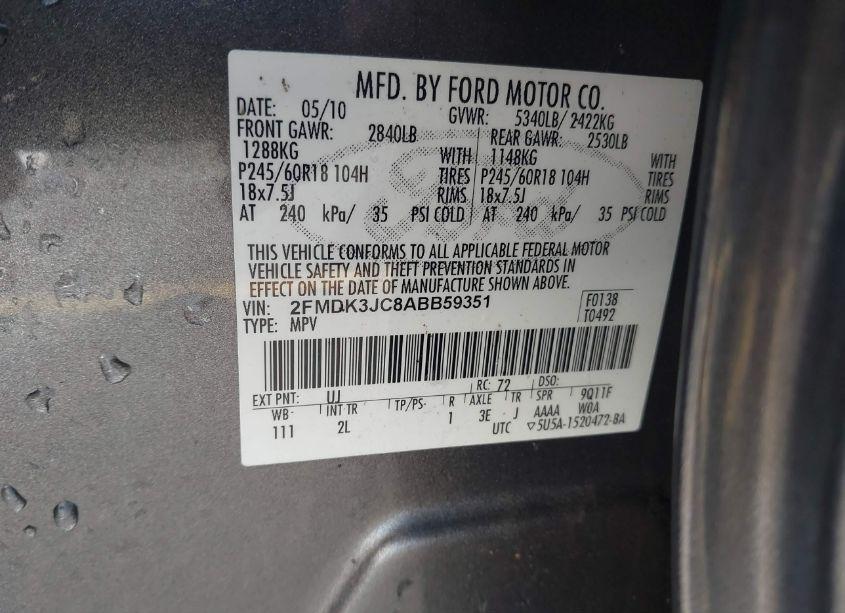 MFD. BY FORD MOTOR CO.
DATE: 05/10 GVWR: 5340LB/ 2422KG
FRONT GAWR: 2840LB REAR GAWR: 2530LB
1288KG WITH 1148KG WITH
P245/60R18 104H TIRES P245/60R18 104H TIRES
18x7.5J RIMS 18x7.5J RIMS
AT 240 kPa/ 35 PSI COLD AT 240 kPa/ 35 PSI COLD
THIS VEHICLE CONFORMS TO ALL APPLICABLE FEDERAL MOTOR
VEHICLE SAFETY AND THEFT PREVENTION STANDARDS IN
EFFECT ON THE DATE OF MANUFACTURE SHOWN ABOVE.
VIN: 2FMDK3JC8ABB59351 F0138
TYPE: MPV T0492
EXT PNT: UJ RC: 72 DSO:
WB INT TR TP/PS R AXLE TR SPR 9Q11F
111 2L 1 3E J AAAA W0A
UTC ▽5U5A-1520472-BA
Ford